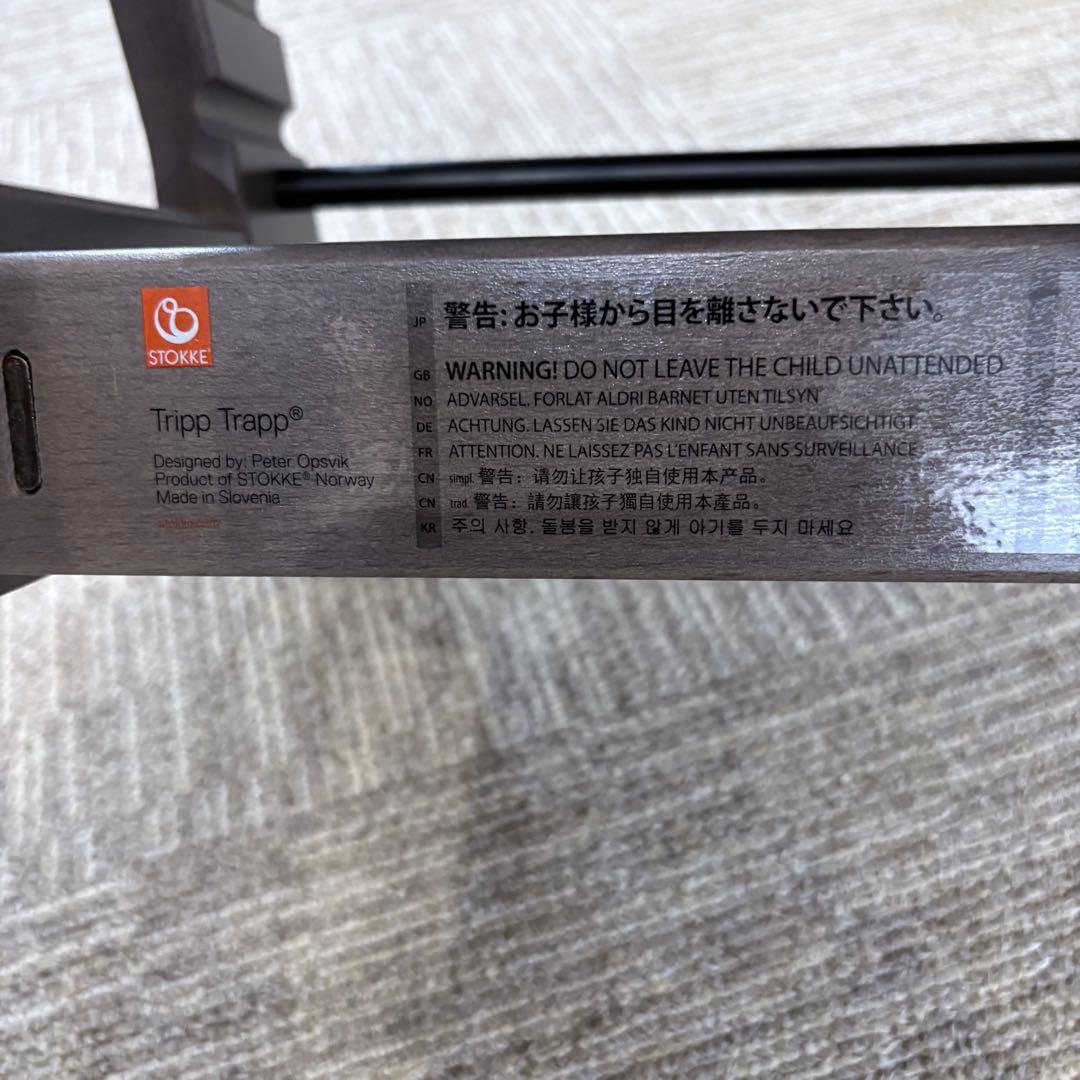 STOKKE
Tripp Trapp®
Designed by: Peter Opsvik
Product of STOKKE® Norway
Made in Slovenia
stokke.com
JP 警告: お子様から目を離さないで下さい。
GB WARNING! DO NOT LEAVE THE CHILD UNATTENDED
NO ADVARSEL. FORLAT ALDRI BARNET UTEN TILSYN
DE ACHTUNG. LASSEN SIE DAS KIND NICHT UNBEAUFSICHTIGT
FR ATTENTION. NE LAISSEZ PAS L'ENFANT SANS SURVEILLANCE
CN simpl. 警告：请勿让孩子独自使用本产品。
CN trad. 警告：請勿讓孩子獨自使用本產品。
KR 주의 사항. 돌봄을 받지 않게 아기를 두지 마세요